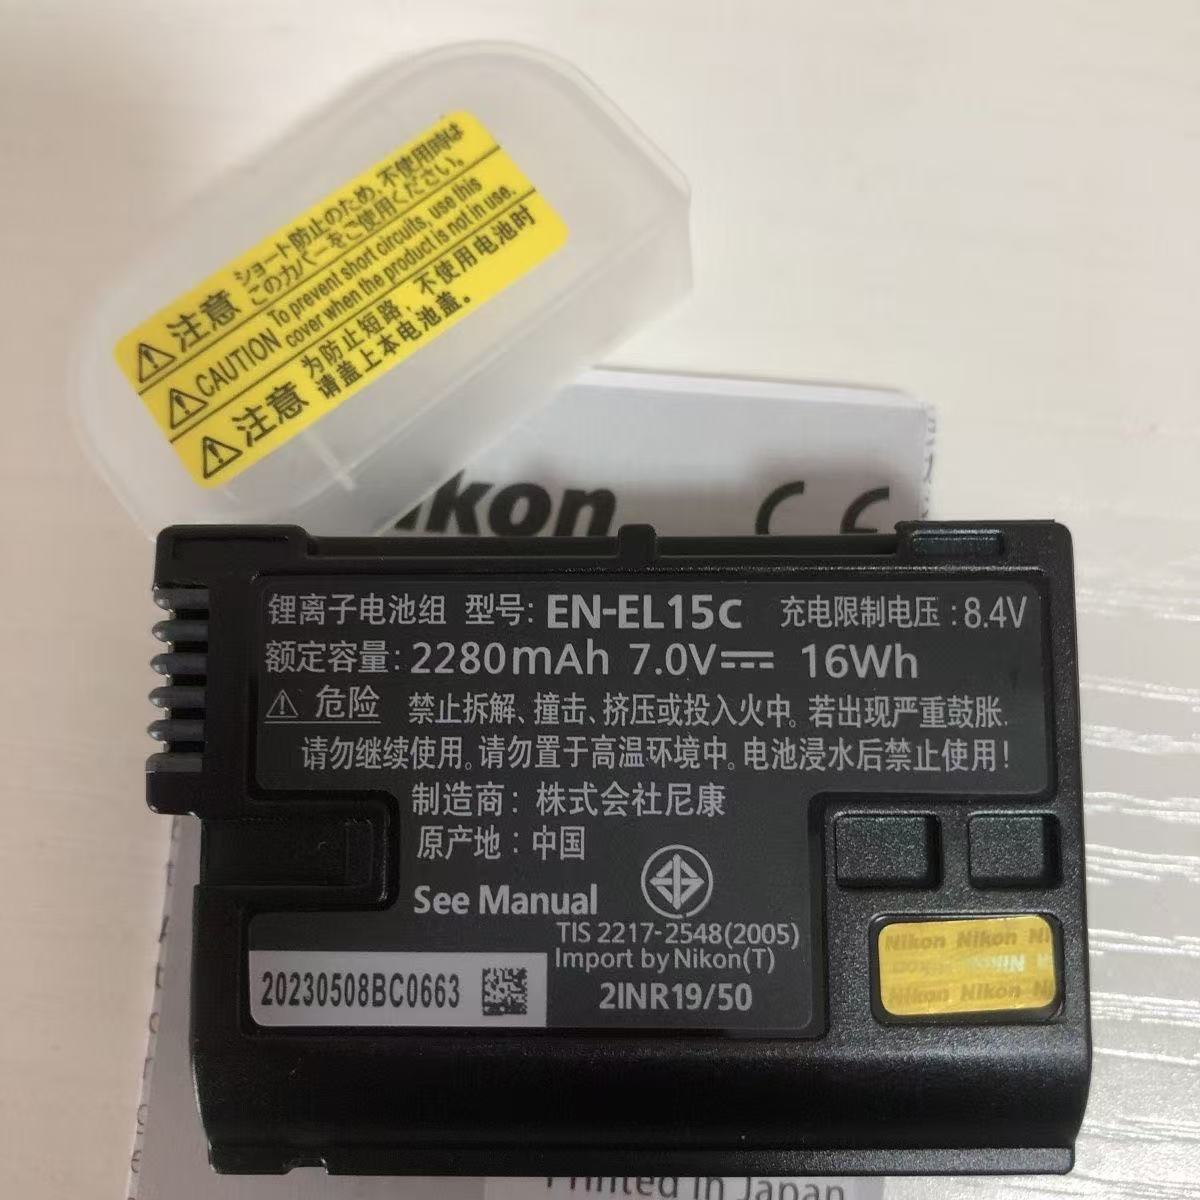 注意 ショート防止のため、不使用時は
このカバーをご使用ください。
CAUTION To prevent short circuits, use this
cover when the product is not in use.
注意 为防止短路，不使用电池时
请盖上本电池盖。
Nikon CE
锂离子电池组 型号: EN-EL15c 充电限制电压: 8.4V
额定容量: 2280mAh 7.0V 16Wh
危险 禁止拆解、撞击、挤压或投入火中。若出现严重鼓胀，
请勿继续使用。请勿置于高温环境中。电池浸水后禁止使用！
制造商: 株式会社尼康
原产地: 中国
See Manual
TIS 2217-2548(2005)
Import by Nikon(T)
2INR19/50
20230508BC0663
Nikon Nikon Ni
Nikon Nikon
Nikon Nikon
Printed in Japan